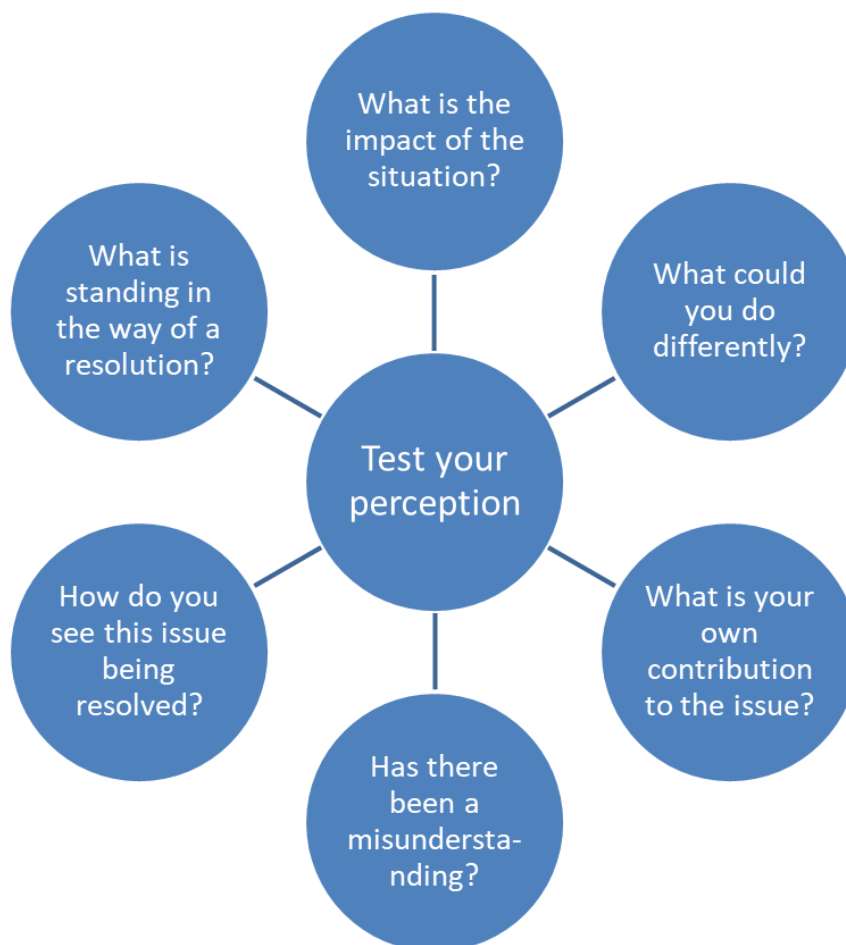 What is the
impact of the
situation?
What could
you do
differently?
What is your
own
contribution
to the issue?
Has there
been a
misundersta-
nding?
How do you
see this issue
being
resolved?
What is
standing in
the way of a
resolution?
Test your
perception